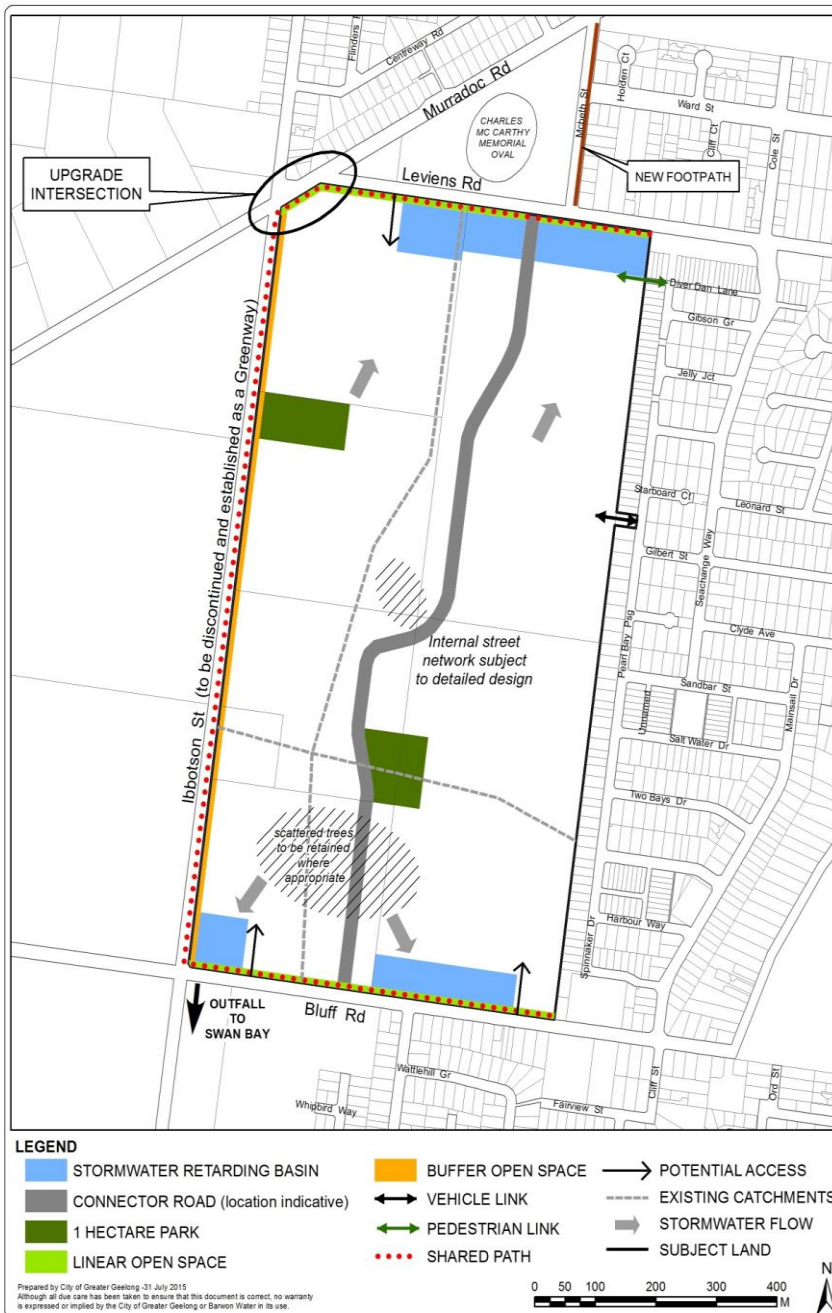 Flinders
Centreway Rd
Murradoc Rd
CHARLES
MC CARTHY
MEMORIAL
OVAL
Mcbeth St
Holden Ct
Ward St
Cliff Ct
Cole St
UPGRADE
INTERSECTION
Leviens Rd
NEW FOOTPATH
Diver Dan Lane
Gibson Gr
Jelly Jct
Starboard Ct
Leonard St
Gilbert St
Seachange Way
Clyde Ave
Pearl Bay Psg
Sandbar St
Mainsail Dr
Unnamed
Salt Water Dr
Two Bays Dr
Harbour Way
Spinnaker Dr
Ibbotson St (to be discontinued and established as a Greenway)
Internal street
network subject
to detailed design
scattered trees
to be retained
where
appropriate
OUTFALL
TO
SWAN BAY
Bluff Rd
Wattlehill Gr
Whipbird Way
Fairview St
Cliff St
Ord St
LEGEND
STORMWATER RETARDING BASIN
CONNECTOR ROAD (location indicative)
1 HECTARE PARK
LINEAR OPEN SPACE
BUFFER OPEN SPACE
VEHICLE LINK
PEDESTRIAN LINK
SHARED PATH
POTENTIAL ACCESS
EXISTING CATCHMENTS
STORMWATER FLOW
SUBJECT LAND
Prepared by City of Greater Geelong -31 July 2015
Although all due care has been taken to ensure that this document is correct, no warranty
is expressed or implied by the City of Greater Geelong or Barwon Water in its use.
0 50 100 200 300 400
M
N